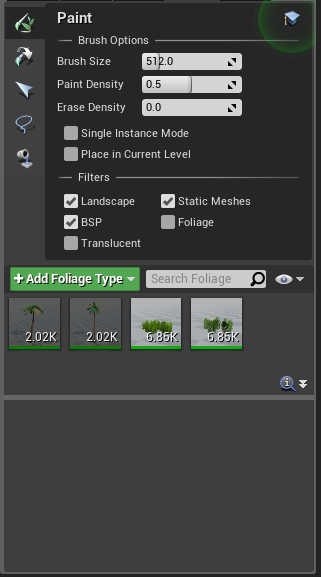 Paint
Brush Options
Brush Size 512.0
Paint Density 0.5
Erase Density 0.0
Single Instance Mode
Place in Current Level
Filters
Landscape Static Meshes
BSP Foliage
Translucent
+ Add Foliage Type Search Foliage
2.02K 2.02K 6.85K 6.85K